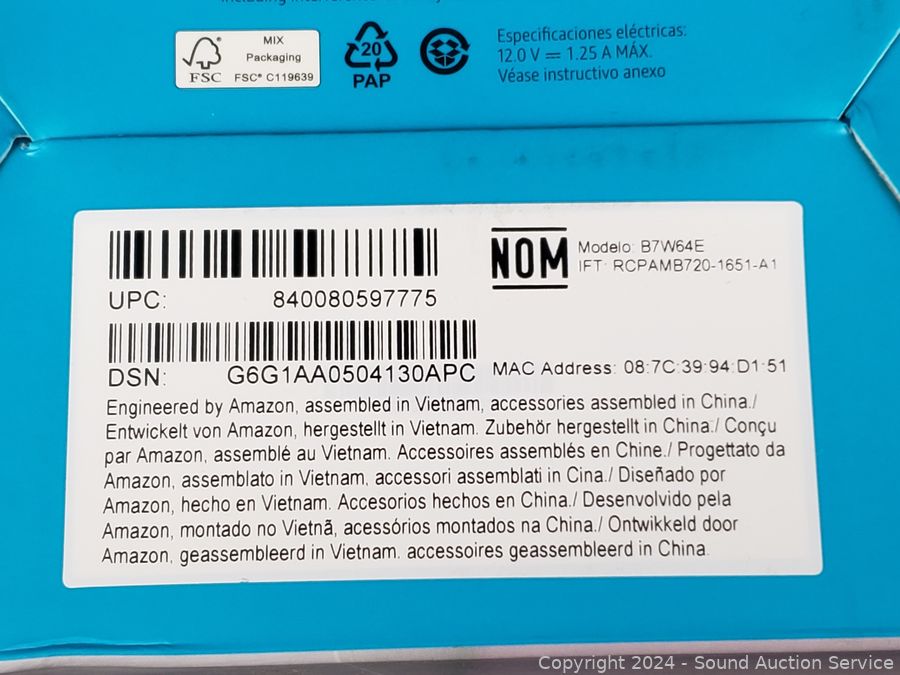 MIX
Packaging
FSC
FSC® C119639
20
PAP
Especificaciones eléctricas:
12.0 V ⎓ 1.25 A MÁX.
Véase instructivo anexo
UPC: 840080597775
NOM
Modelo: B7W64E
IFT: RCPAMB720-1651-A1
DSN: G6G1AA0504130APC
MAC Address: 08:7C:39:94:D1:51
Engineered by Amazon, assembled in Vietnam, accessories assembled in China./
Entwickelt von Amazon, hergestellt in Vietnam. Zubehör hergestellt in China./ Conçu
par Amazon, assemblé au Vietnam. Accessoires assemblés en Chine./ Progettato da
Amazon, assemblato in Vietnam, accessori assemblati in Cina./ Diseñado por
Amazon, hecho en Vietnam. Accesorios hechos en China./ Desenvolvido pela
Amazon, montado no Vietnã, acessórios montados na China./ Ontwikkeld door
Amazon, geassembleerd in Vietnam. accessoires geassembleerd in China.
Copyright 2024 - Sound Auction Service